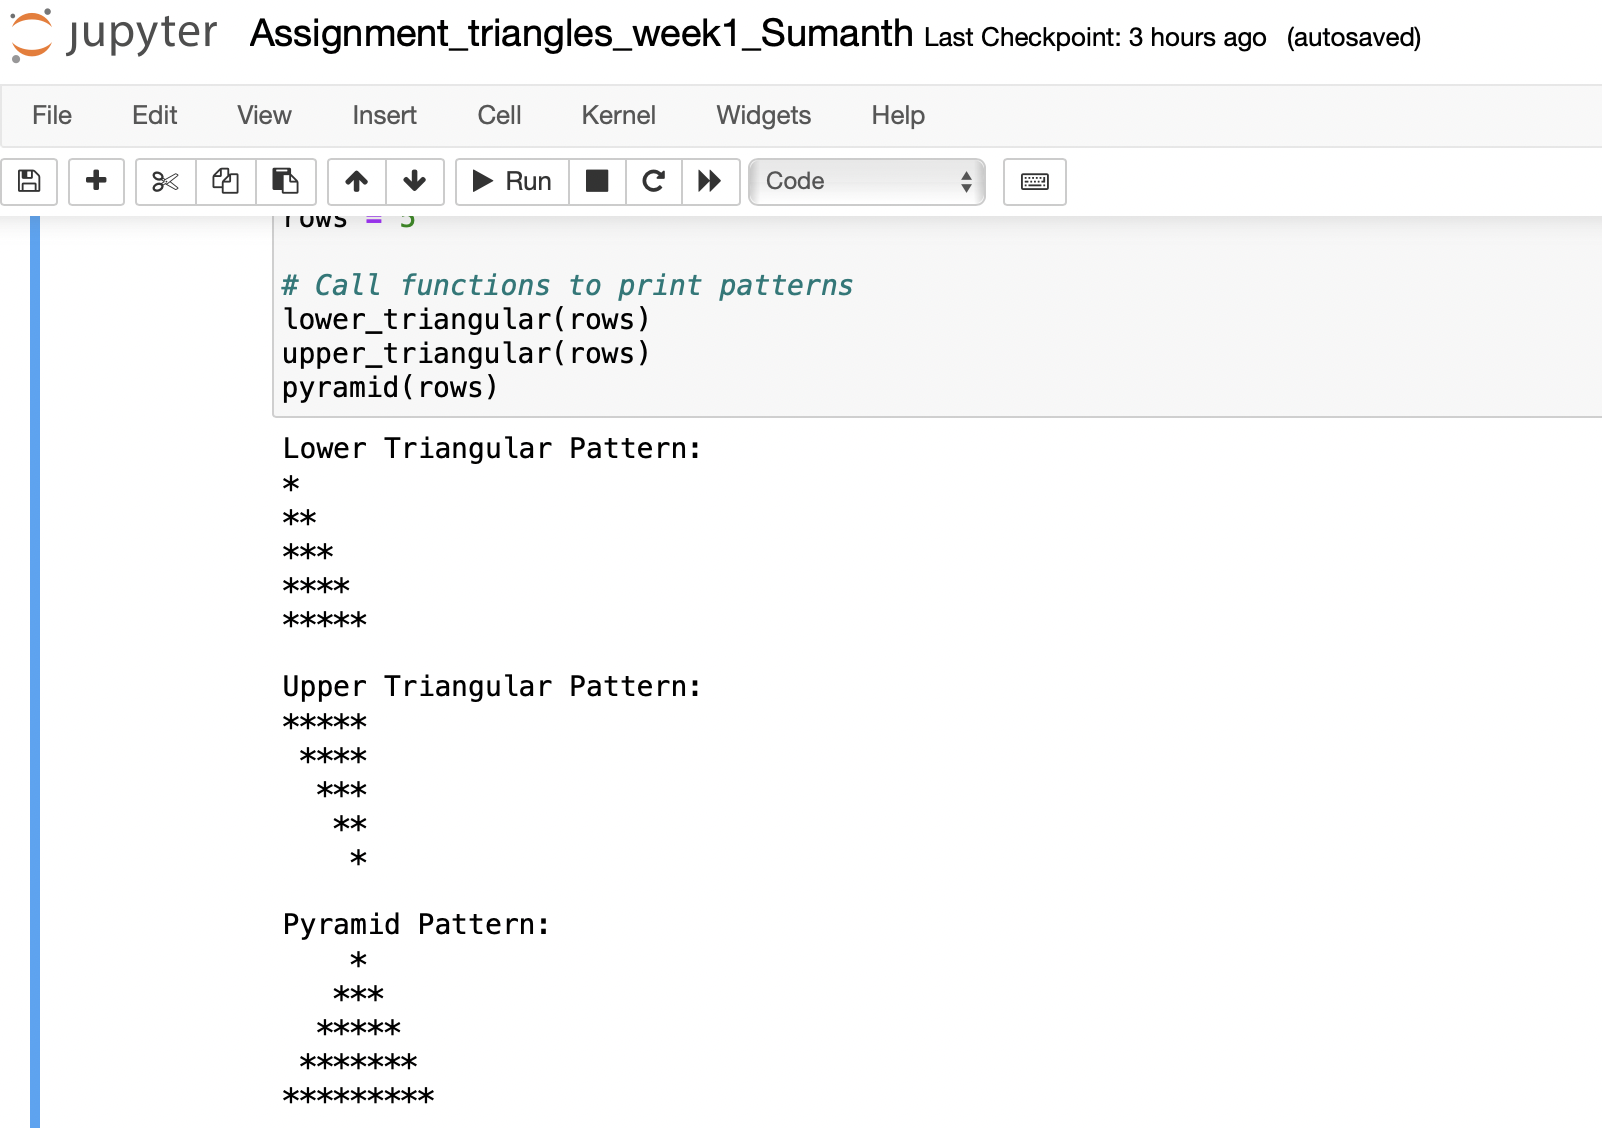 jupyter Assignment_triangles_week1_Sumanth Last Checkpoint: 3 hours ago (autosaved)
File Edit View Insert Cell Kernel Widgets Help
Run Code
rows = 5
# Call functions to print patterns
lower_triangular(rows)
upper_triangular(rows)
pyramid(rows)
Lower Triangular Pattern:
*
**
***
****
*****
Upper Triangular Pattern:
*****
 ****
  ***
   **
    *
Pyramid Pattern:
    *
   ***
  *****
 *******
*********